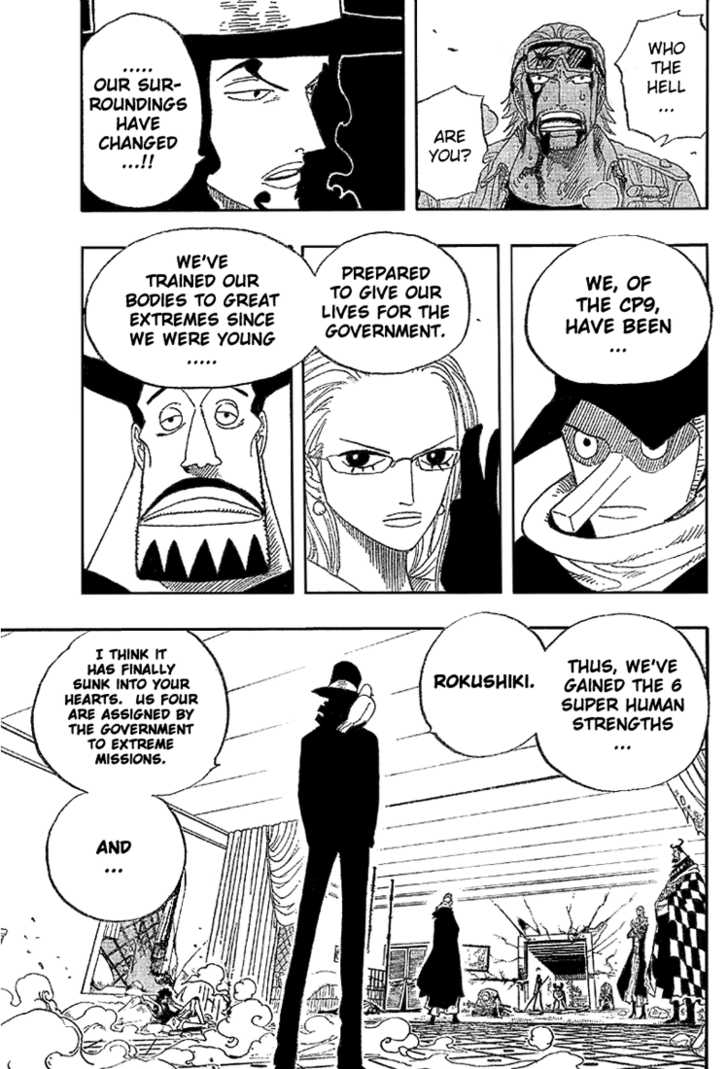 WHO
THE
HELL
...
ARE
YOU?
.....
OUR SUR-
ROUNDINGS
HAVE
CHANGED
...!!
WE, OF
THE CP9,
HAVE BEEN
...
PREPARED
TO GIVE OUR
LIVES FOR THE
GOVERNMENT.
WE'VE
TRAINED OUR
BODIES TO GREAT
EXTREMES SINCE
WE WERE YOUNG
.....
THUS, WE'VE
GAINED THE 6
SUPER HUMAN
STRENGTHS
...
ROKUSHIKI.
I THINK IT
HAS FINALLY
SUNK INTO YOUR
HEARTS. US FOUR
ARE ASSIGNED BY
THE GOVERNMENT
TO EXTREME
MISSIONS.
AND
...